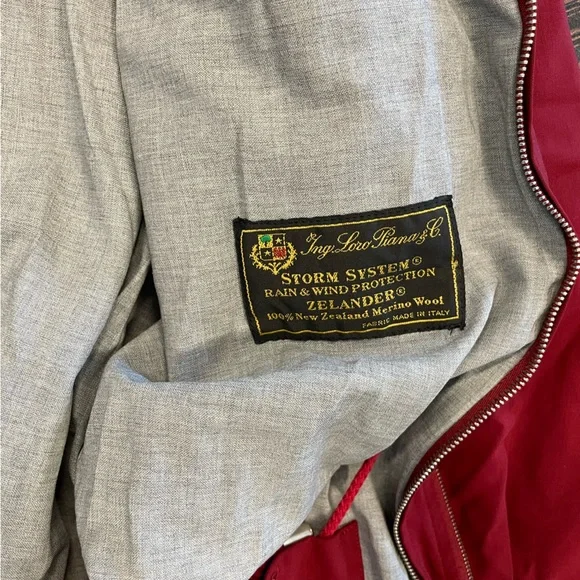 Ing. Loro Piana & C.
STORM SYSTEM®
RAIN & WIND PROTECTION
ZELANDER®
100% New Zealand Merino Wool
FABRIC MADE IN ITALY